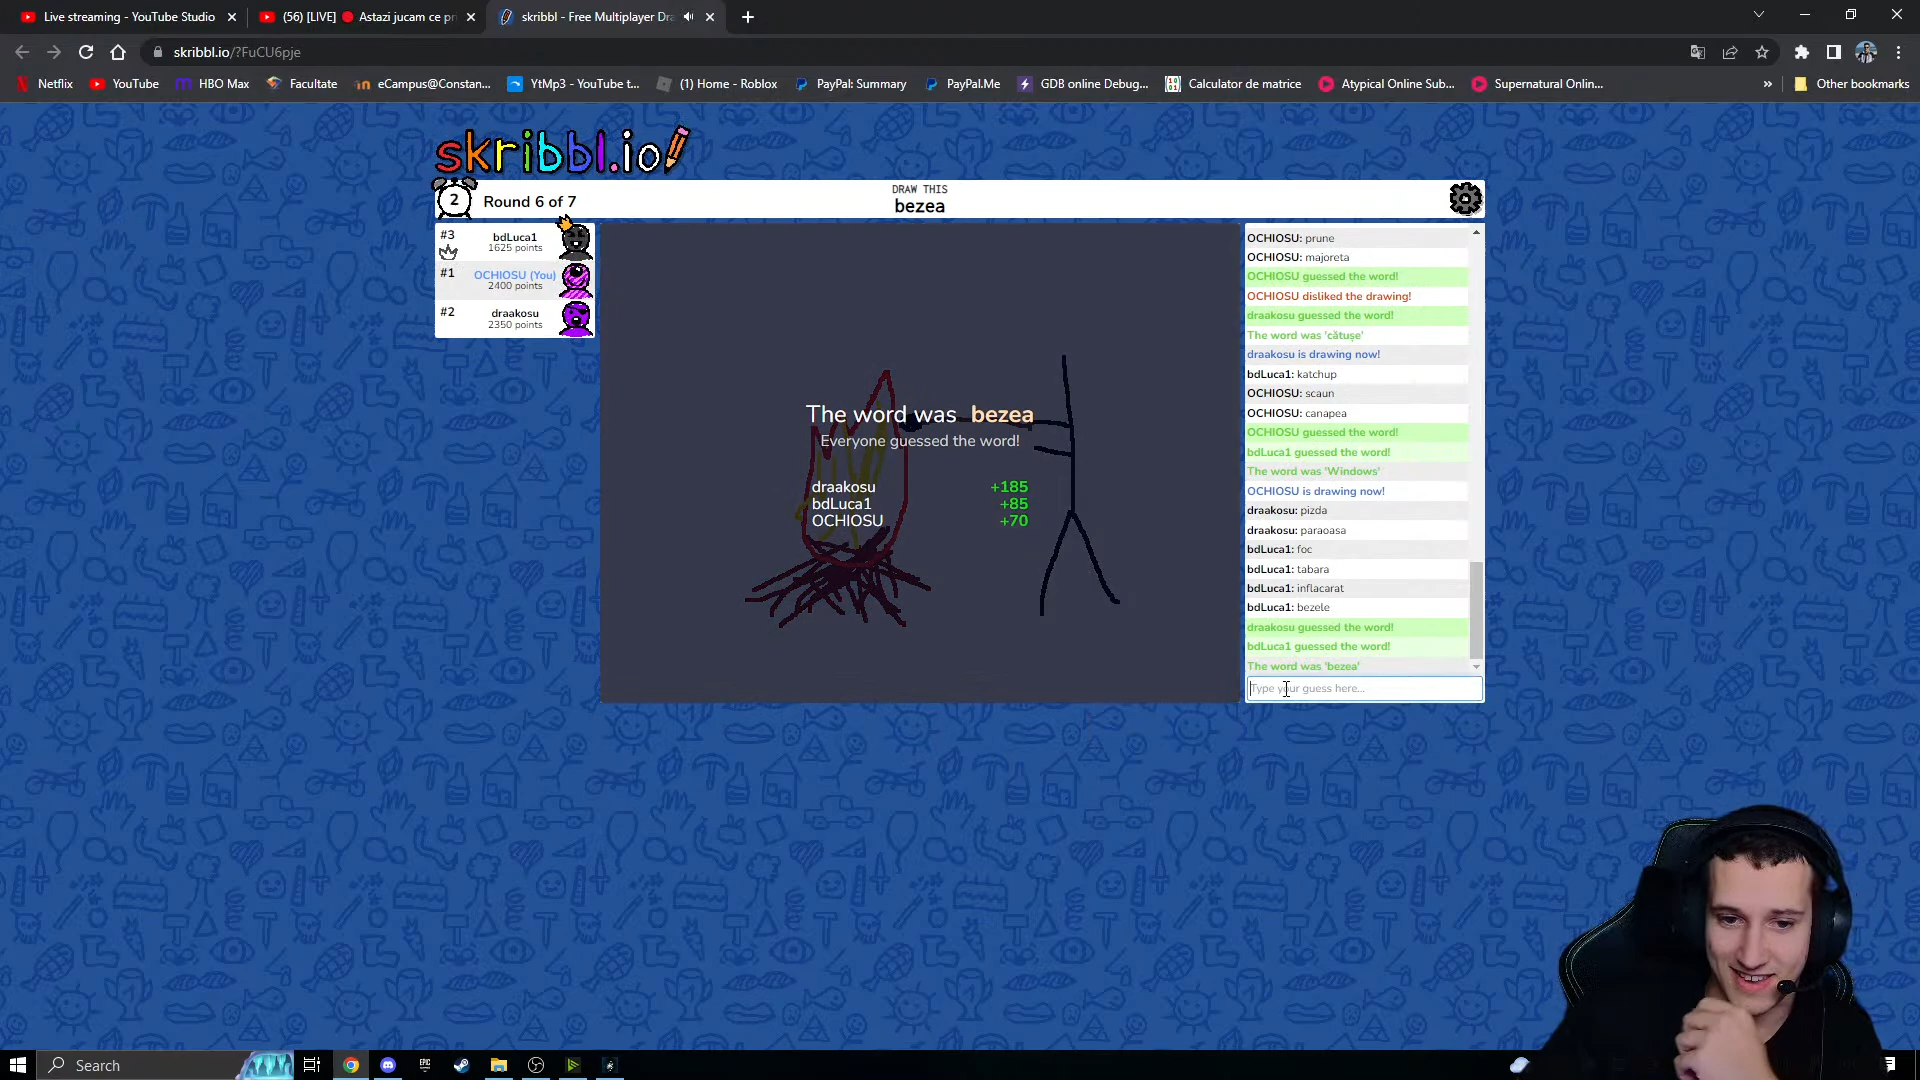 Live streaming - YouTube Studio
(56) [LIVE] 🔴 Astazi jucam ce pri
skribbl - Free Multiplayer Dra
skribbl.io/?FuCU6pje
Netflix
YouTube
HBO Max
Facultate
eCampus@Constan...
YtMp3 - YouTube t...
(1) Home - Roblox
PayPal: Summary
PayPal.Me
GDB online Debug...
Calculator de matrice
Atypical Online Sub...
Supernatural Onlin...
»
Other bookmarks
skribbl.io
2
Round 6 of 7
DRAW THIS
bezea
#3
bdLuca1
1625 points
#1
OCHIOSU (You)
2400 points
#2
draakosu
2350 points
The word was bezea
Everyone guessed the word!
draakosu +185
bdLuca1 +85
OCHIOSU +70
OCHIOSU: prune
OCHIOSU: majoreta
OCHIOSU guessed the word!
OCHIOSU disliked the drawing!
draakosu guessed the word!
The word was 'cătușe'
draakosu is drawing now!
bdLuca1: katchup
OCHIOSU: scaun
OCHIOSU: canapea
OCHIOSU guessed the word!
bdLuca1 guessed the word!
The word was 'Windows'
OCHIOSU is drawing now!
draakosu: pizda
draakosu: paraoasa
bdLuca1: foc
bdLuca1: tabara
bdLuca1: inflacarat
bdLuca1: bezele
draakosu guessed the word!
bdLuca1 guessed the word!
The word was 'bezea'
Type your guess here...
Search
EPIC